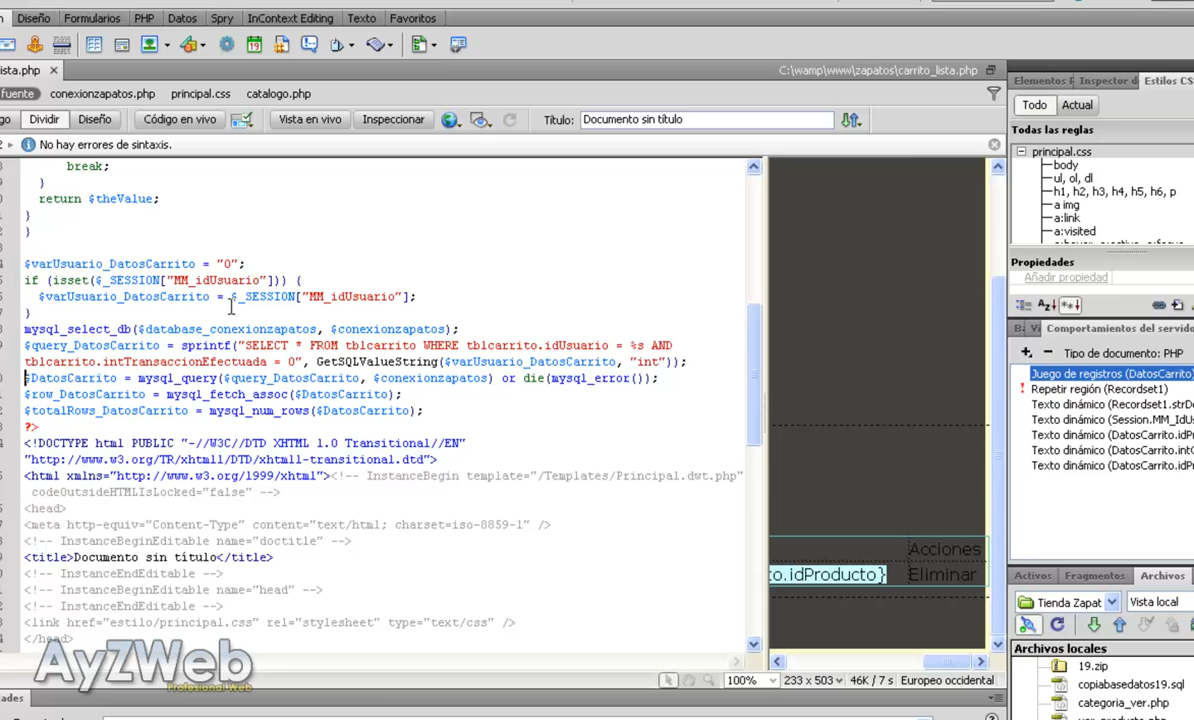 Diseño Formularios PHP Datos Spry InContext Editing Texto Favoritos
ista.php C:\wamp\www\zapatos\carrito_lista.php
fuente conexionzapatos.php principal.css catalogo.php
go Dividir Diseño Código en vivo Vista en vivo Inspeccionar Título: Documento sin título
No hay errores de sintaxis.
break;
}
return $theValue;
}
}
$varUsuario_DatosCarrito = "0";
if (isset($_SESSION["MM_idUsuario"])) {
$varUsuario_DatosCarrito = $_SESSION["MM_idUsuario"];
}
mysql_select_db($database_conexionzapatos, $conexionzapatos);
$query_DatosCarrito = sprintf("SELECT * FROM tblcarrito WHERE tblcarrito.idUsuario = %s AND
tblcarrito.intTransaccionEfectuada = 0", GetSQLValueString($varUsuario_DatosCarrito, "int"));
$DatosCarrito = mysql_query($query_DatosCarrito, $conexionzapatos) or die(mysql_error());
$row_DatosCarrito = mysql_fetch_assoc($DatosCarrito);
$totalRows_DatosCarrito = mysql_num_rows($DatosCarrito);
?>
<!DOCTYPE html PUBLIC "-//W3C//DTD XHTML 1.0 Transitional//EN"
"http://www.w3.org/TR/xhtml1/DTD/xhtml1-transitional.dtd">
<html xmlns="http://www.w3.org/1999/xhtml"><!-- InstanceBegin template="/Templates/Principal.dwt.php"
codeOutsideHTMLIsLocked="false" -->
<head>
<meta http-equiv="Content-Type" content="text/html; charset=iso-8859-1" />
<!-- InstanceBeginEditable name="doctitle" -->
<title>Documento sin título</title>
<!-- InstanceEndEditable -->
<!-- InstanceBeginEditable name="head" -->
<!-- InstanceEndEditable -->
<link href="estilo/principal.css" rel="stylesheet" type="text/css" />
</head>
AyZWeb
Profesional Web
Acciones
to.idProducto} Eliminar
100% 233 x 503 46K / 7 s Europeo occidental
Inspector d Estilos CS
Todo Actual
Todas las reglas
principal.css
body
ul, ol, dl
h1, h2, h3, h4, h5, h6, p
a img
a:link
a:visited
Propiedades
Añadir propiedad
Comportamientos del servido
Tipo de documento: PHP
Juego de registros (DatosCarrito)
! Repetir región (Recordset1)
Texto dinámico (Recordset1.strDe
Texto dinámico (Session.MM_IdU
Texto dinámico (DatosCarrito.idPr
Texto dinámico (DatosCarrito.intC
Texto dinámico (DatosCarrito.idPr
Activos Fragmentos Archivos
Tienda Zapat Vista local
Archivos locales
19.zip
copiabasedatos19.sql
categoria_ver.php